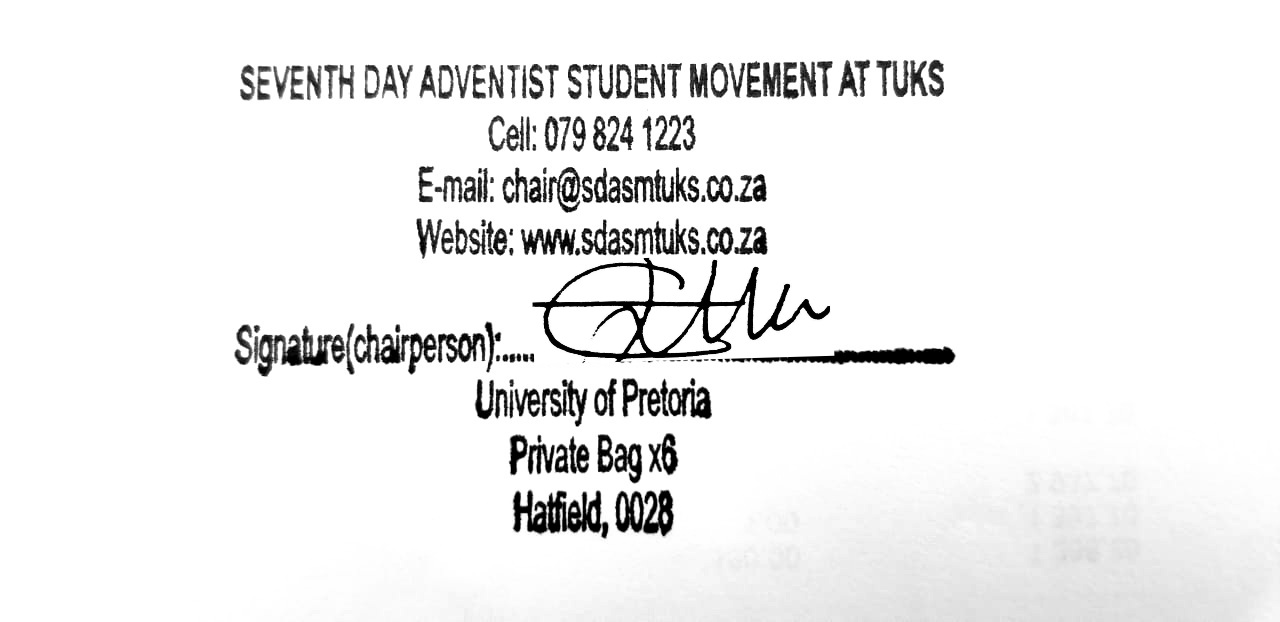 SEVENTH DAY ADVENTIST STUDENT MOVEMENT AT TUKS
Cell: 079 824 1223
E-mail: chair@sdasmtuks.co.za
Website: www.sdasmtuks.co.za
Signature(chairperson):.....
University of Pretoria
Private Bag x6
Hatfield, 0028